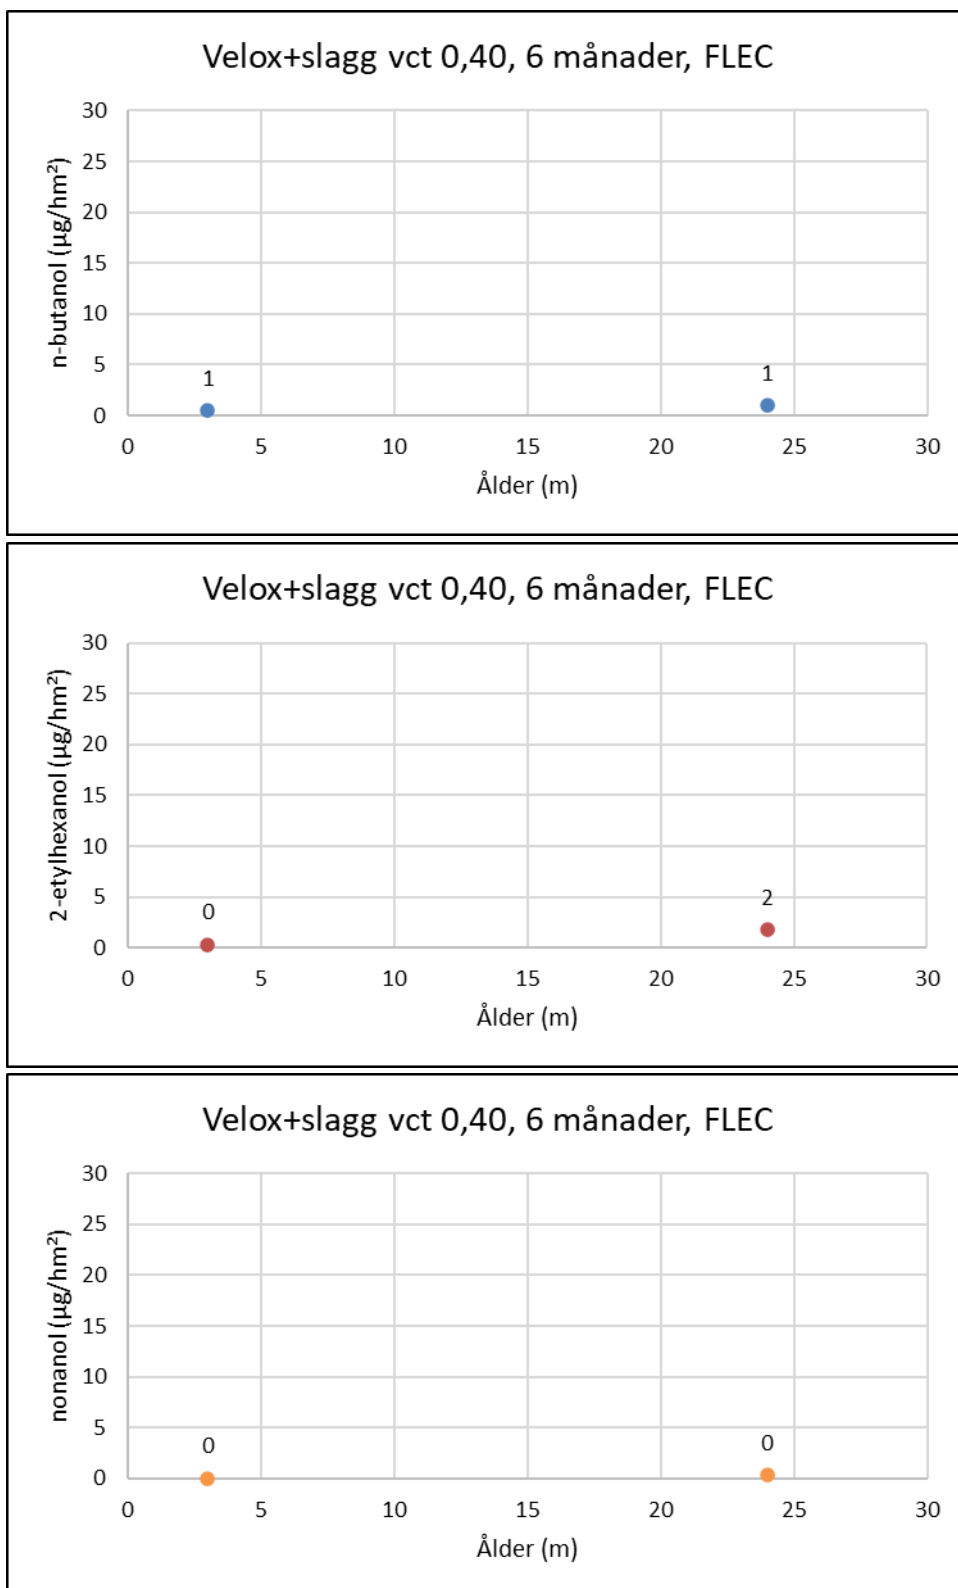 Velox+slagg vct 0,40, 6 månader, FLEC
n-butanol (µg/hm²)
30
25
20
15
10
5
0
1
1
0 5 10 15 20 25 30
Ålder (m)
Velox+slagg vct 0,40, 6 månader, FLEC
2-etylhexanol (µg/hm²)
30
25
20
15
10
5
0
0
2
0 5 10 15 20 25 30
Ålder (m)
Velox+slagg vct 0,40, 6 månader, FLEC
nonanol (µg/hm²)
30
25
20
15
10
5
0
0
0
0 5 10 15 20 25 30
Ålder (m)